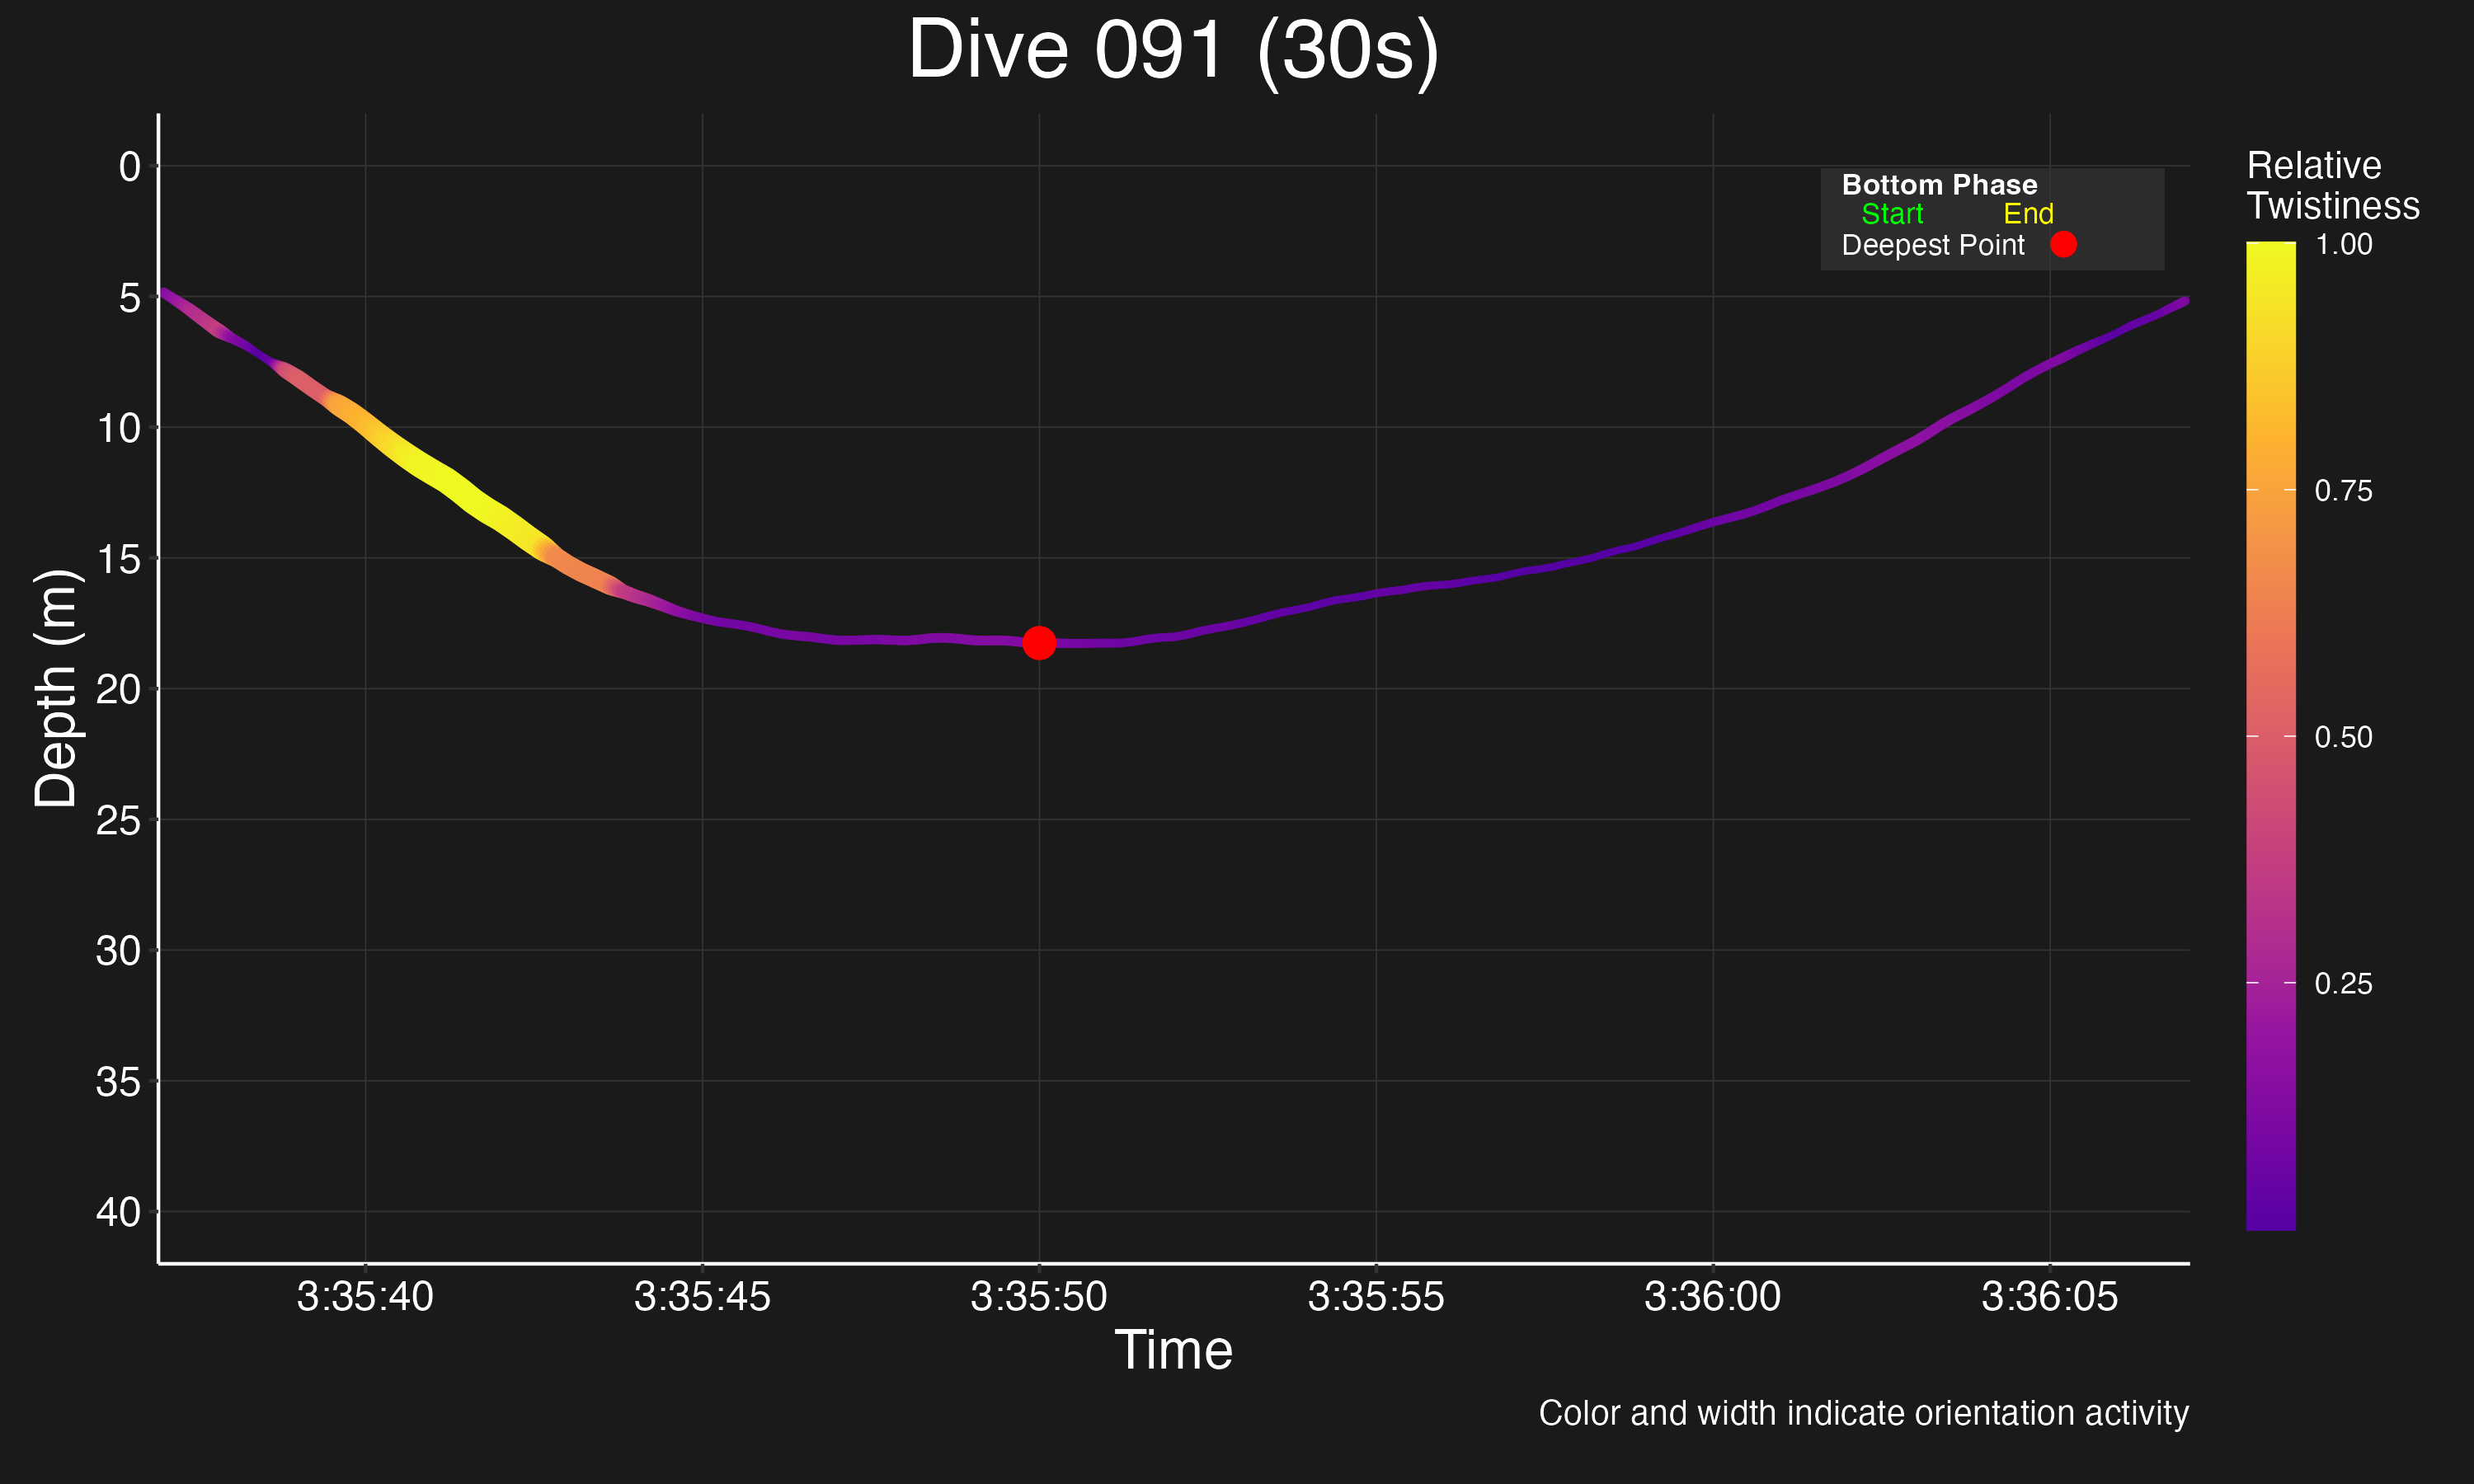 Dive 091 (30s)
Relative
Twistiness
Bottom Phase
Start End
Deepest Point
1.00
0.75
0.50
0.25
Depth (m)
0
5
10
15
20
25
30
35
40
3:35:40 3:35:45 3:35:50 3:35:55 3:36:00 3:36:05
Time
Color and width indicate orientation activity